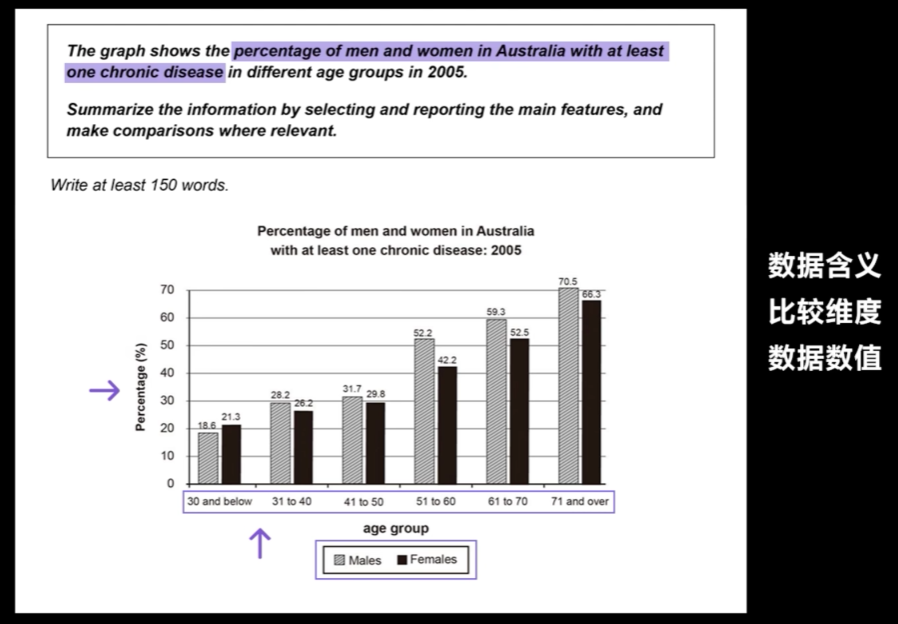 The graph shows the percentage of men and women in Australia with at least
one chronic disease in different age groups in 2005.
Summarize the information by selecting and reporting the main features, and
make comparisons where relevant.
Write at least 150 words.
Percentage of men and women in Australia
with at least one chronic disease: 2005
Percentage (%)
70
60
50
40
30
20
10
0
18.6 21.3
28.2 26.2
31.7 29.8
52.2 42.2
59.3 52.5
70.5 66.3
30 and below 31 to 40 41 to 50 51 to 60 61 to 70 71 and over
age group
Males Females
数据含义
比较维度
数据数值